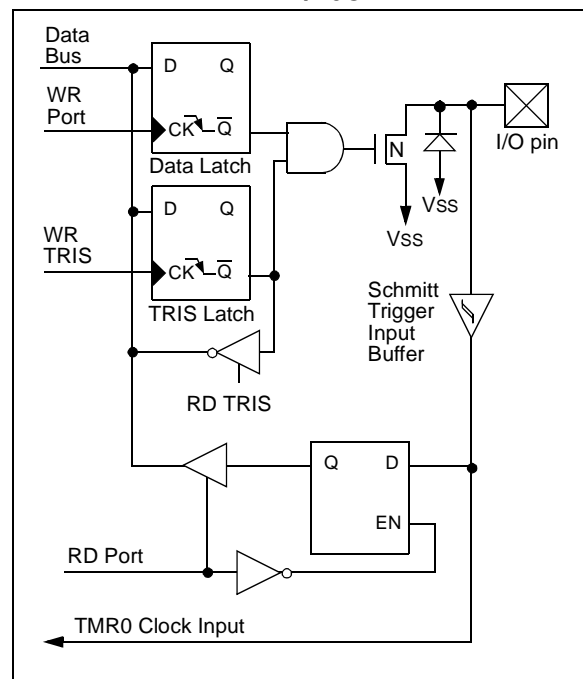 Data
Bus
D Q
WR
Port
CK Q
Data Latch
N
I/O pin
VSS
VSS
D Q
WR
TRIS
CK Q
TRIS Latch
Schmitt
Trigger
Input
Buffer
RD TRIS
Q D
EN
RD Port
TMR0 Clock Input